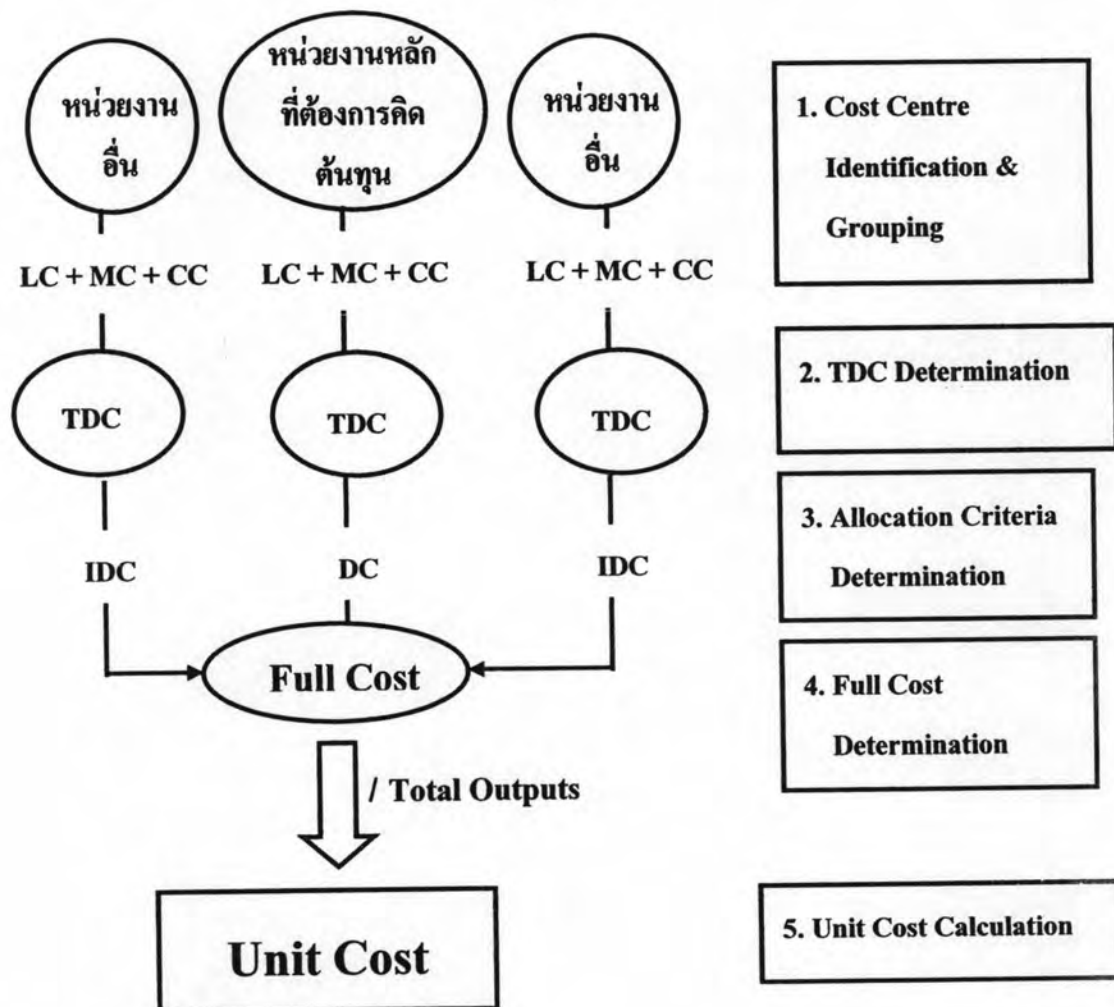 หน่วยงาน
อื่น
หน่วยงานหลัก
ที่ต้องการคิด
ต้นทุน
หน่วยงาน
อื่น
LC + MC + CC
LC + MC + CC
LC + MC + CC
TDC
TDC
TDC
IDC
DC
IDC
Full Cost
/ Total Outputs
Unit Cost
1. Cost Centre
Identification &
Grouping
2. TDC Determination
3. Allocation Criteria
Determination
4. Full Cost
Determination
5. Unit Cost Calculation